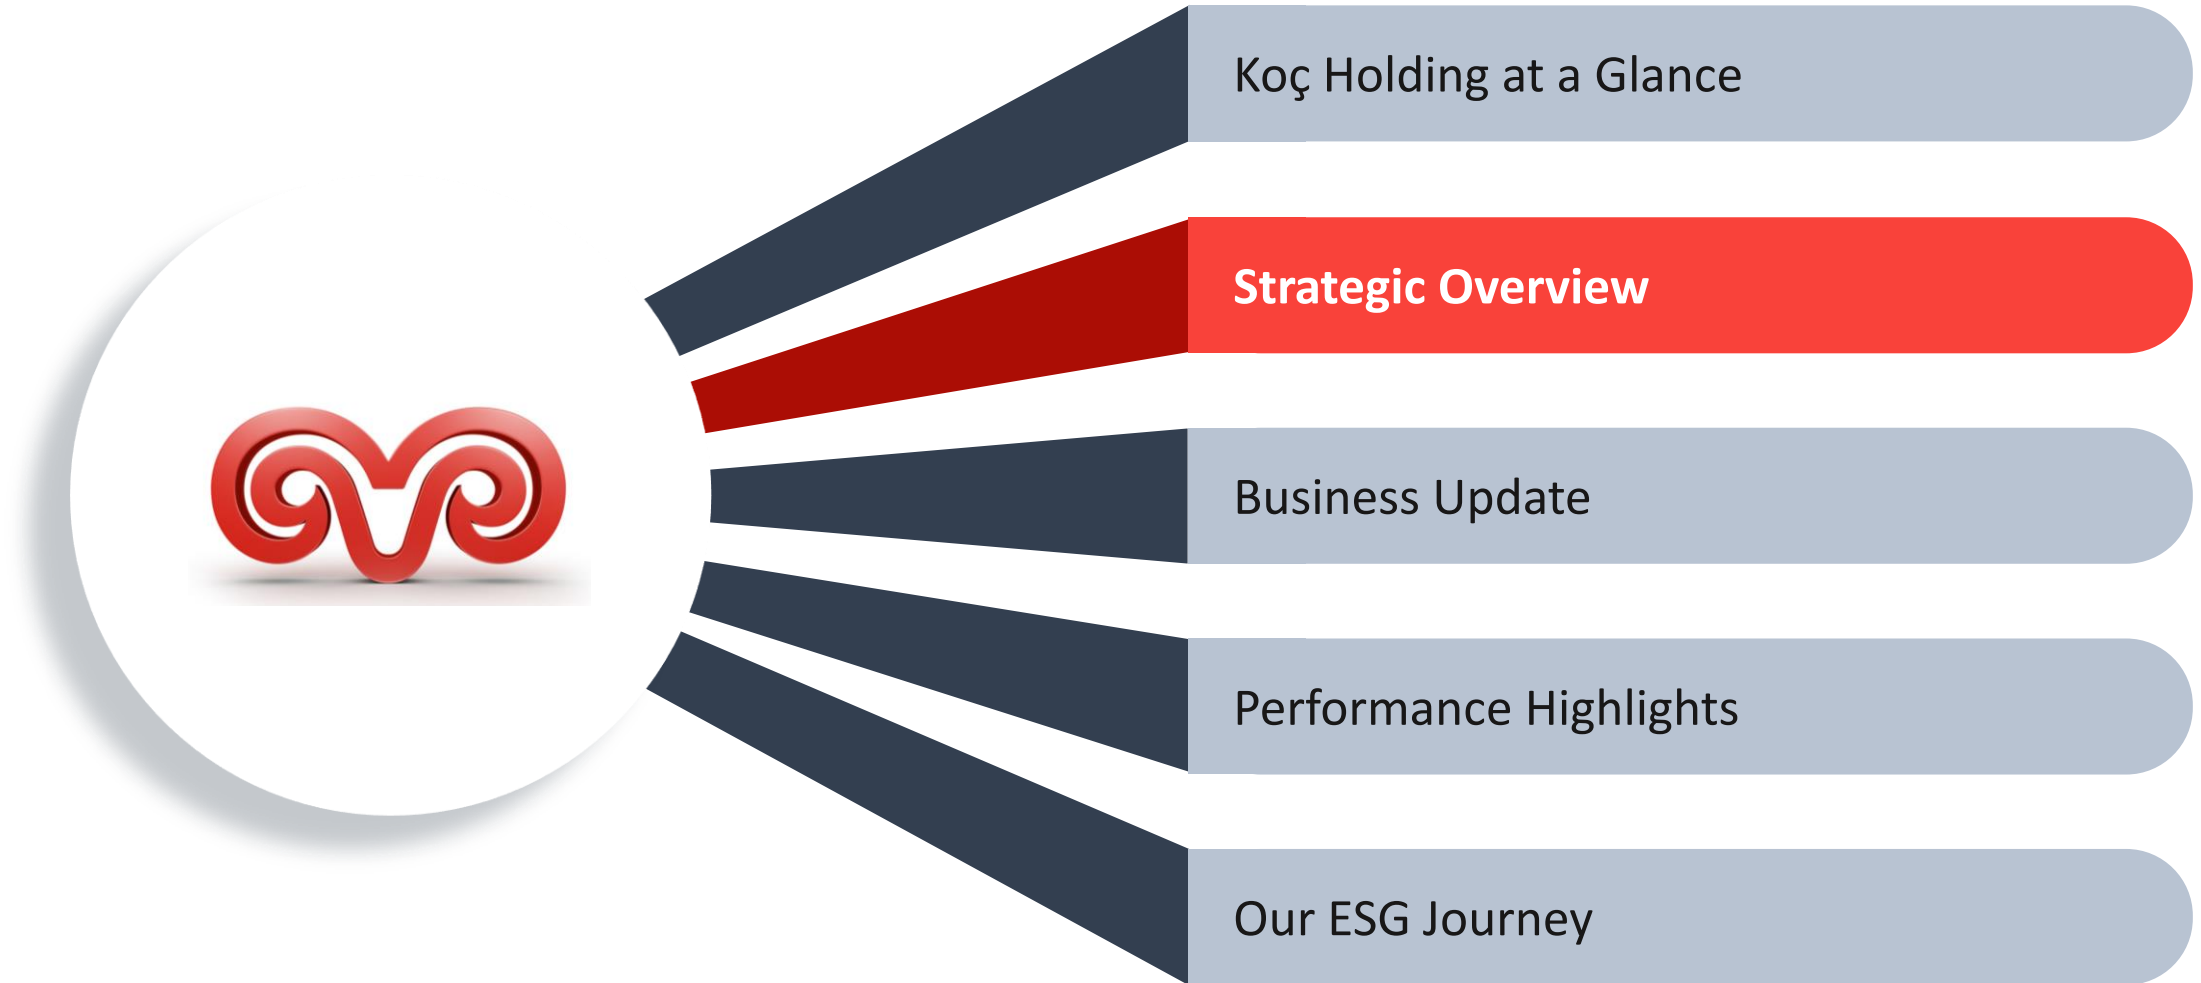 Koç Holding at a Glance
Strategic Overview
Business Update
Performance Highlights
Our ESG Journey